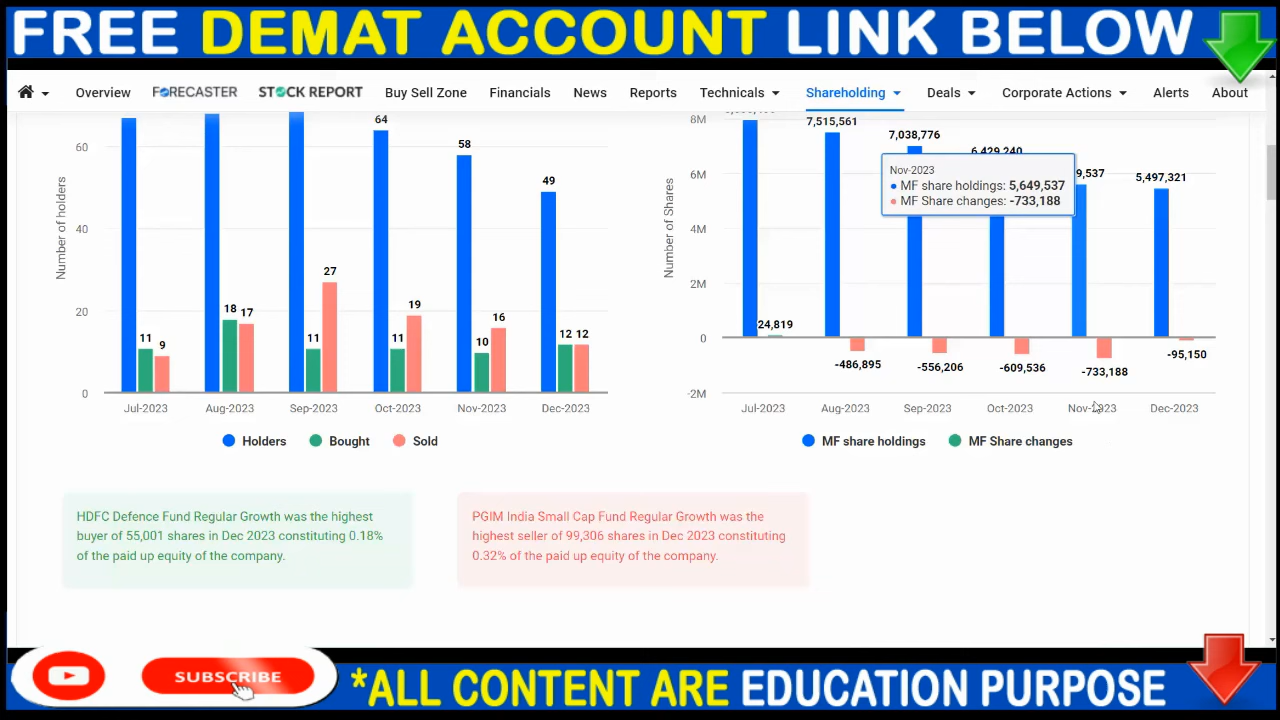 FREE DEMAT ACCOUNT LINK BELOW
Overview FORECASTER STOCK REPORT Buy Sell Zone Financials News Reports Technicals Shareholding Deals Corporate Actions Alerts About
Number of holders
60
40
20
0
64
58
49
11
9
18
17
11
27
11
19
10
16
12
12
Jul-2023
Aug-2023
Sep-2023
Oct-2023
Nov-2023
Dec-2023
Holders Bought Sold
Number of Shares
8M
6M
4M
2M
0
-2M
7,515,561
7,038,776
6,429,240
9,537
5,497,321
Nov-2023
MF share holdings: 5,649,537
MF Share changes: -733,188
24,819
-486,895
-556,206
-609,536
-733,188
-95,150
Jul-2023
Aug-2023
Sep-2023
Oct-2023
Nov-2023
Dec-2023
MF share holdings MF Share changes
HDFC Defence Fund Regular Growth was the highest
buyer of 55,001 shares in Dec 2023 constituting 0.18%
of the paid up equity of the company.
PGIM India Small Cap Fund Regular Growth was the
highest seller of 99,306 shares in Dec 2023 constituting
0.32% of the paid up equity of the company.
SUBSCRIBE
*ALL CONTENT ARE EDUCATION PURPOSE